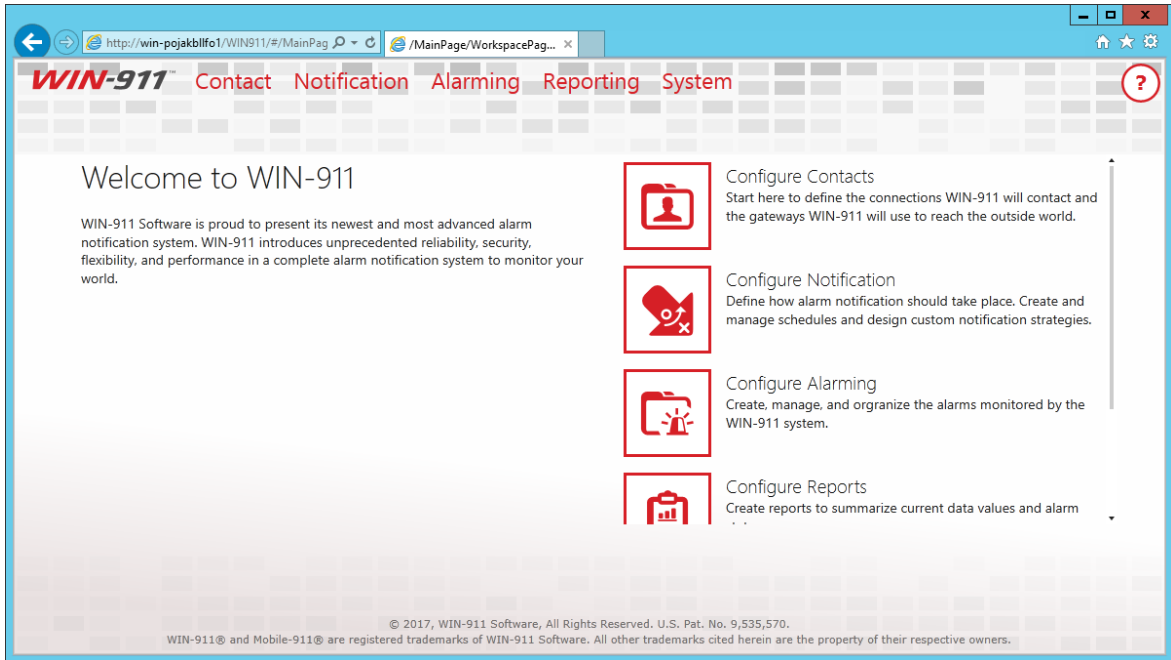 http://win-pojakbllfo1/WIN911/#/MainPag
/MainPage/WorkspacePag...
WIN-911™ Contact Notification Alarming Reporting System ?
Welcome to WIN-911
WIN-911 Software is proud to present its newest and most advanced alarm
notification system. WIN-911 introduces unprecedented reliability, security,
flexibility, and performance in a complete alarm notification system to monitor your
world.
Configure Contacts
Start here to define the connections WIN-911 will contact and
the gateways WIN-911 will use to reach the outside world.
Configure Notification
Define how alarm notification should take place. Create and
manage schedules and design custom notification strategies.
Configure Alarming
Create, manage, and orgranize the alarms monitored by the
WIN-911 system.
Configure Reports
Create reports to summarize current data values and alarm
© 2017, WIN-911 Software, All Rights Reserved. U.S. Pat. No. 9,535,570.
WIN-911® and Mobile-911® are registered trademarks of WIN-911 Software. All other trademarks cited herein are the property of their respective owners.